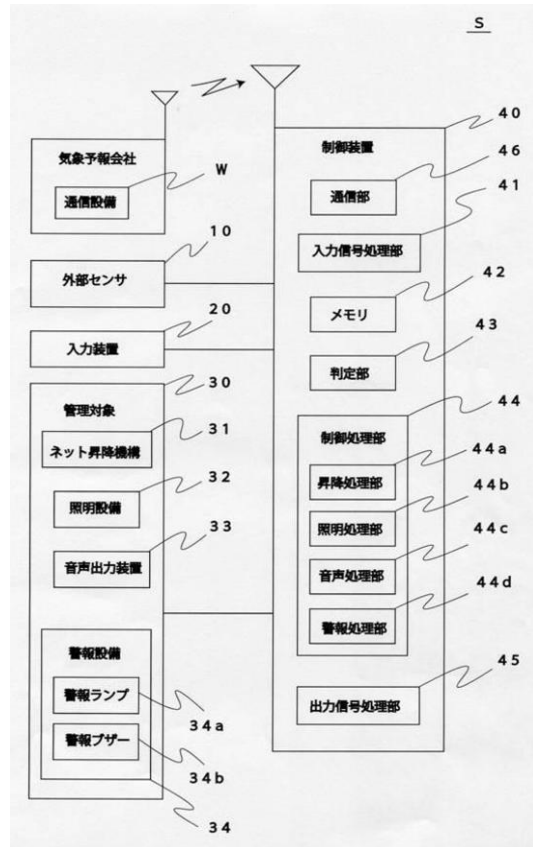 S
気象予報会社
通信設備
W
外部センサ
10
入力装置
20
管理対象
30
ネット昇降機構
31
照明設備
32
音声出力装置
33
警報設備
警報ランプ
34a
警報ブザー
34b
34
制御装置
40
通信部
46
入力信号処理部
41
メモリ
42
判定部
43
制御処理部
44
昇降処理部
44a
照明処理部
44b
音声処理部
44c
警報処理部
44d
出力信号処理部
45